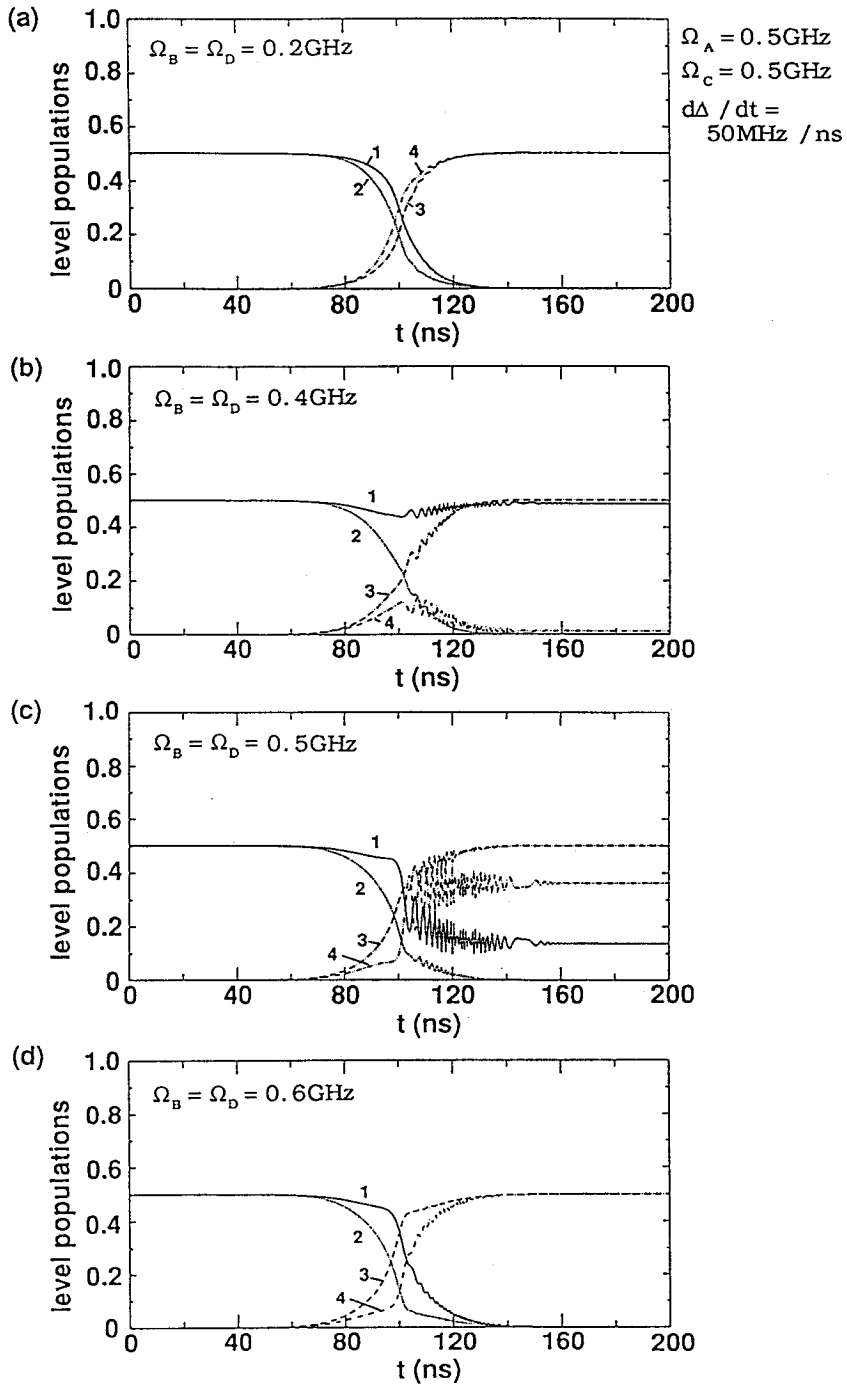 (a)
1.0
0.8
0.6
0.4
0.2
0
level populations
Ω_B = Ω_D = 0.2GHz
1
2
4
3
0 40 80 120 160 200
t (ns)
Ω_A = 0.5GHz
Ω_C = 0.5GHz
dΔ / dt =
50MHz / ns
(b)
1.0
0.8
0.6
0.4
0.2
0
level populations
Ω_B = Ω_D = 0.4GHz
1
2
3
4
0 40 80 120 160 200
t (ns)
(c)
1.0
0.8
0.6
0.4
0.2
0
level populations
Ω_B = Ω_D = 0.5GHz
1
2
3
4
0 40 80 120 160 200
t (ns)
(d)
1.0
0.8
0.6
0.4
0.2
0
level populations
Ω_B = Ω_D = 0.6GHz
1
2
3
4
0 40 80 120 160 200
t (ns)